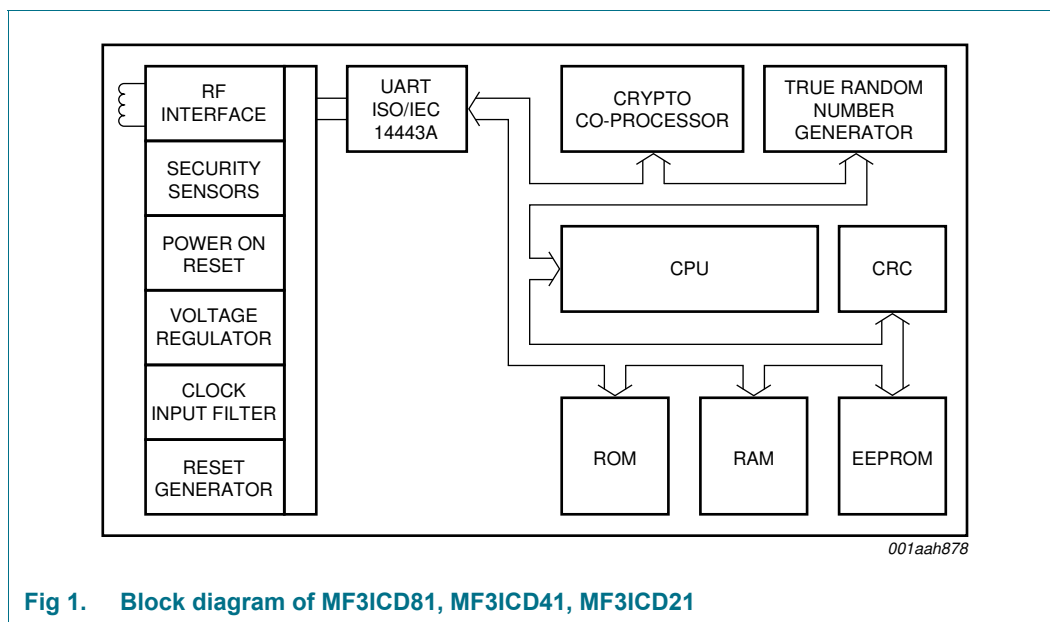 RF
INTERFACE
SECURITY
SENSORS
POWER ON
RESET
VOLTAGE
REGULATOR
CLOCK
INPUT FILTER
RESET
GENERATOR
UART
ISO/IEC
14443A
CRYPTO
CO-PROCESSOR
TRUE RANDOM
NUMBER
GENERATOR
CPU
CRC
ROM
RAM
EEPROM
001aah878
Fig 1. Block diagram of MF3ICD81, MF3ICD41, MF3ICD21